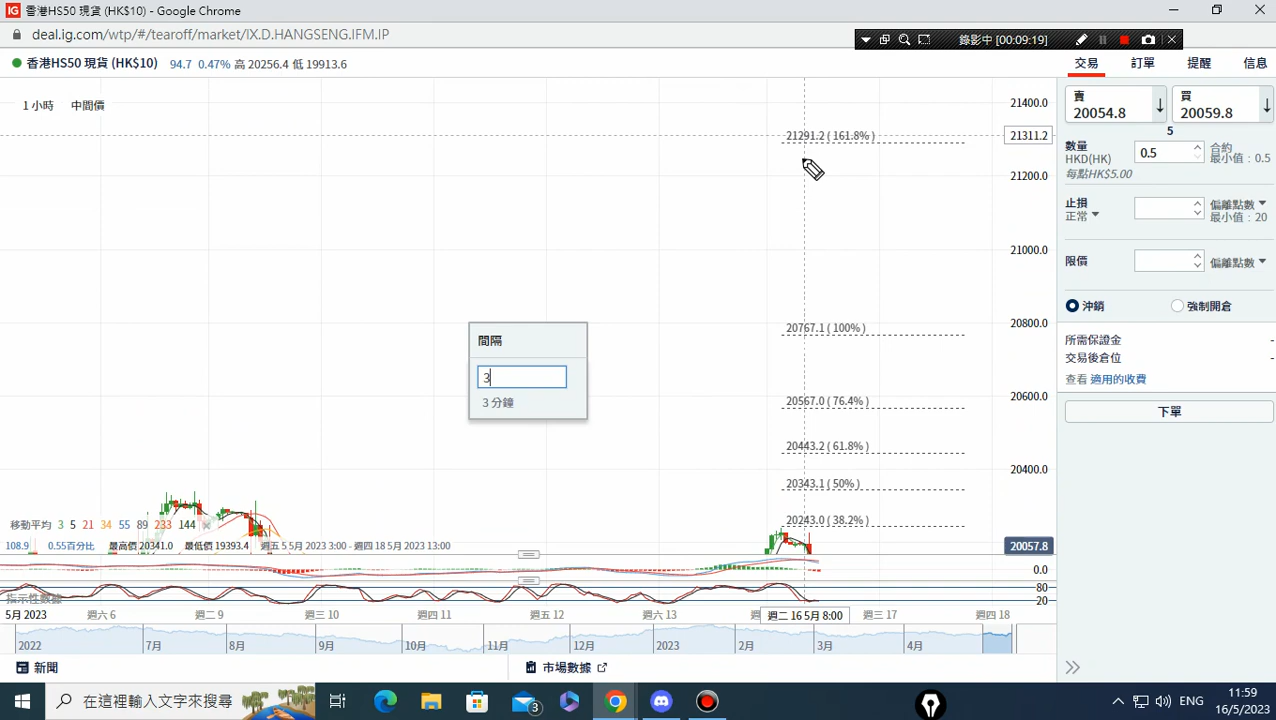 IG 香港HS50 現貨 (HK$10) - Google Chrome
deal.ig.com/wtp/#/tearoff/market/IX.D.HANGSENG.IFM.IP
錄影中 [00:09:19]
香港HS50 現貨 (HK$10) 94.7 0.47% 高 20256.4 低 19913.6
交易 訂單 提醒 信息
1 小時 中間價
21400.0
21311.2
21200.0
21000.0
20800.0
20600.0
20400.0
20057.8
0.0
80
20
21291.2 ( 161.8% )
20767.1 ( 100% )
20567.0 ( 76.4% )
20443.2 ( 61.8% )
20343.1 ( 50% )
20243.0 ( 38.2% )
間隔
3
3 分鐘
移動平均 3 5 21 34 55 89 233 144
108.9 0.55百分比 最高價 20341.0 最低價 19393.4 週五 5 5月 2023 3:00 - 週四 18 5月 2023 13:00
指示性數據
5月 2023 週六 6 週二 9 週三 10 週四 11 週五 12 週六 13 週二 16 5月 8:00 週三 17 週四 18
2022 7月 8月 9月 10月 11月 12月 2023 2月 3月 4月
新聞 市場數據
賣 20054.8
買 20059.8
5
數量
HKD(HK)
0.5
合約
最小值 : 0.5
每點HK$5.00
止損
正常
偏離點數
最小值 : 20
限價
偏離點數
沖銷 強制開倉
所需保證金 -
交易後倉位 -
查看 適用的收費
下單
在這裡輸入文字來搜尋
3
ENG
11:59
16/5/2023